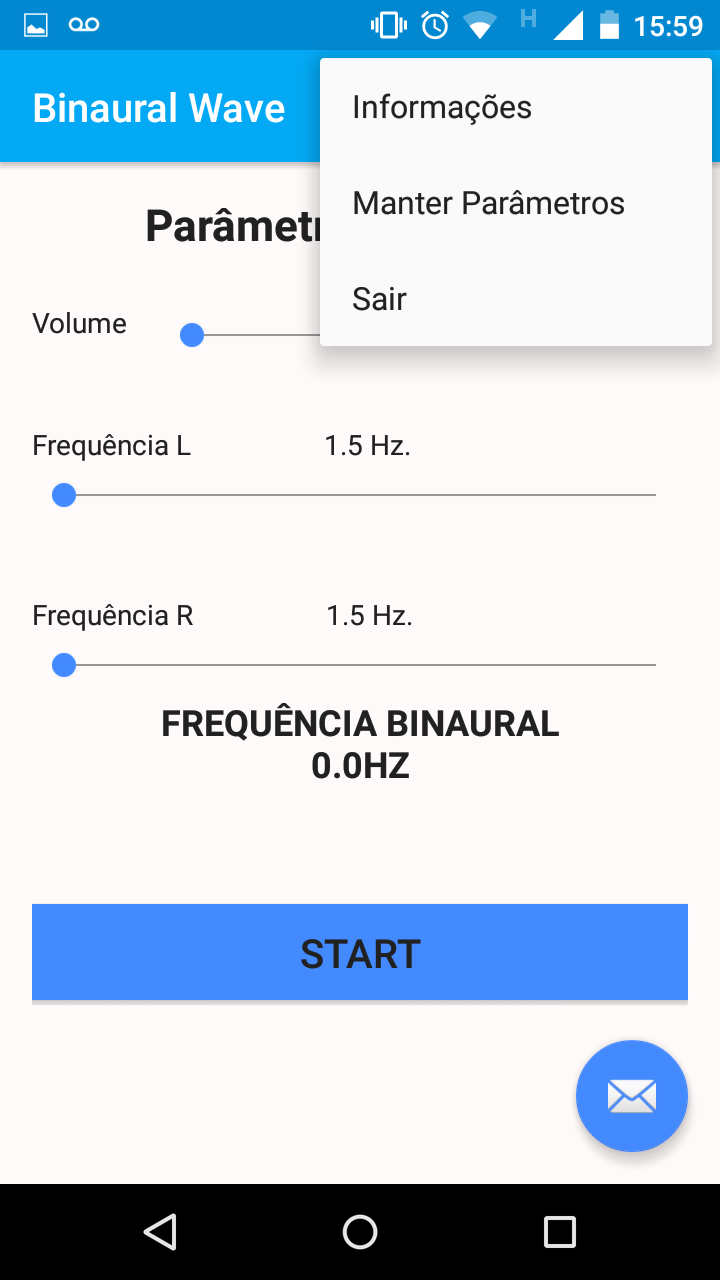 H
15:59
Binaural Wave
Informações
Manter Parâmetros
Sair
Volume
Frequência L 1.5 Hz.
Frequência R 1.5 Hz.
FREQUÊNCIA BINAURAL
0.0HZ
START